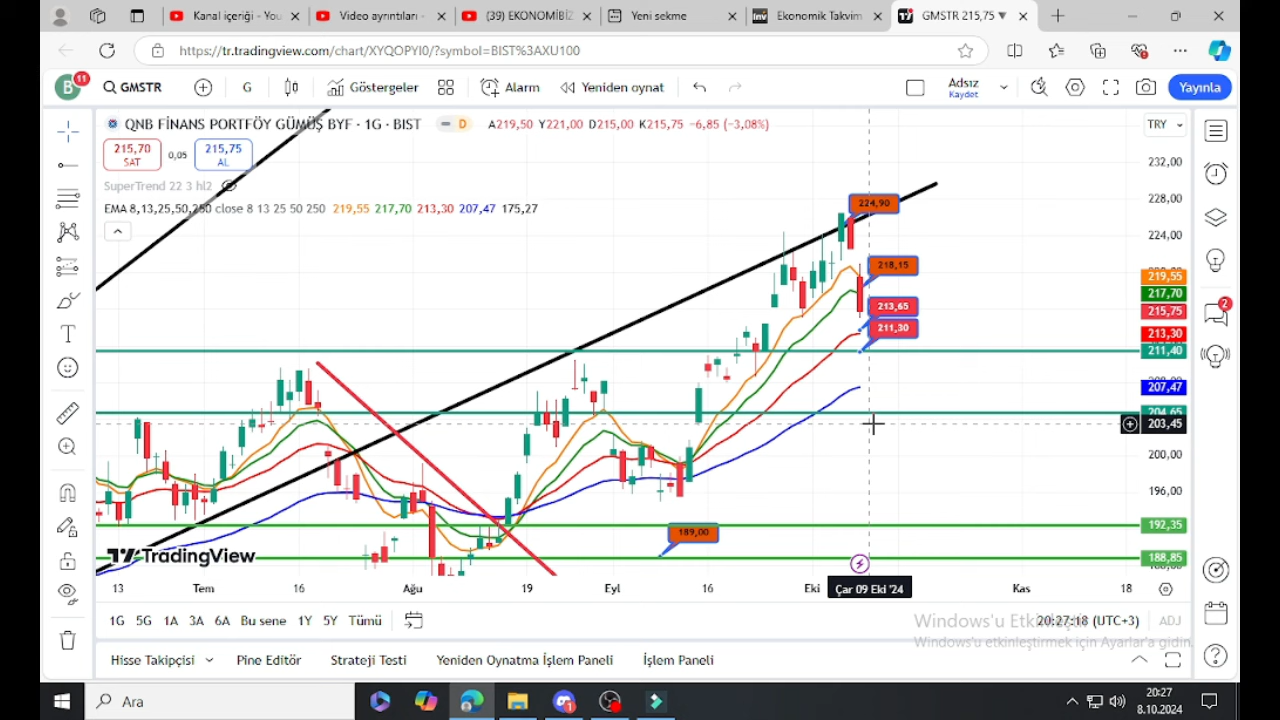 Kanal içeriği - You
Video ayrıntıları -
(39) EKONOMİBİZ
Yeni sekme
Ekonomik Takvim
GMSTR 215,75 ▼
https://tr.tradingview.com/chart/XYQOPYI0/?symbol=BIST%3AXU100
B 11 GMSTR G Göstergeler Alarm Yeniden oynat Adsız Kaydet Yayınla
QNB FİNANS PORTFÖY GÜMÜŞ BYF · 1G · BIST D A219,50 Y221,00 D215,00 K215,75 −6,85 (−3,08%) TRY
215,70 SAT 0,05 215,75 AL
SuperTrend 22 3 hl2
EMA 8,13,25,50,250 close 8 13 25 50 250 219,55 217,70 213,30 207,47 175,27
232,00
228,00
224,90
224,00
218,15
219,55
217,70
213,65
215,75
211,30
213,30
211,40
207,47
204,65
203,45
200,00
196,00
189,00
192,35
188,85
2
TradingView
13 Tem 16 Ağu 19 Eyl 16 Eki Çar 09 Eki '24 Kas 18
1G 5G 1A 3A 6A Bu sene 1Y 5Y Tümü 20:27:18 (UTC+3) ADJ
Windows'u Etkinleştir
Windows'u etkinleştirmek için Ayarlar'a gidin.
Hisse Takipçisi Pine Editör Strateji Testi Yeniden Oynatma İşlem Paneli İşlem Paneli
Ara
20:27
8.10.2024